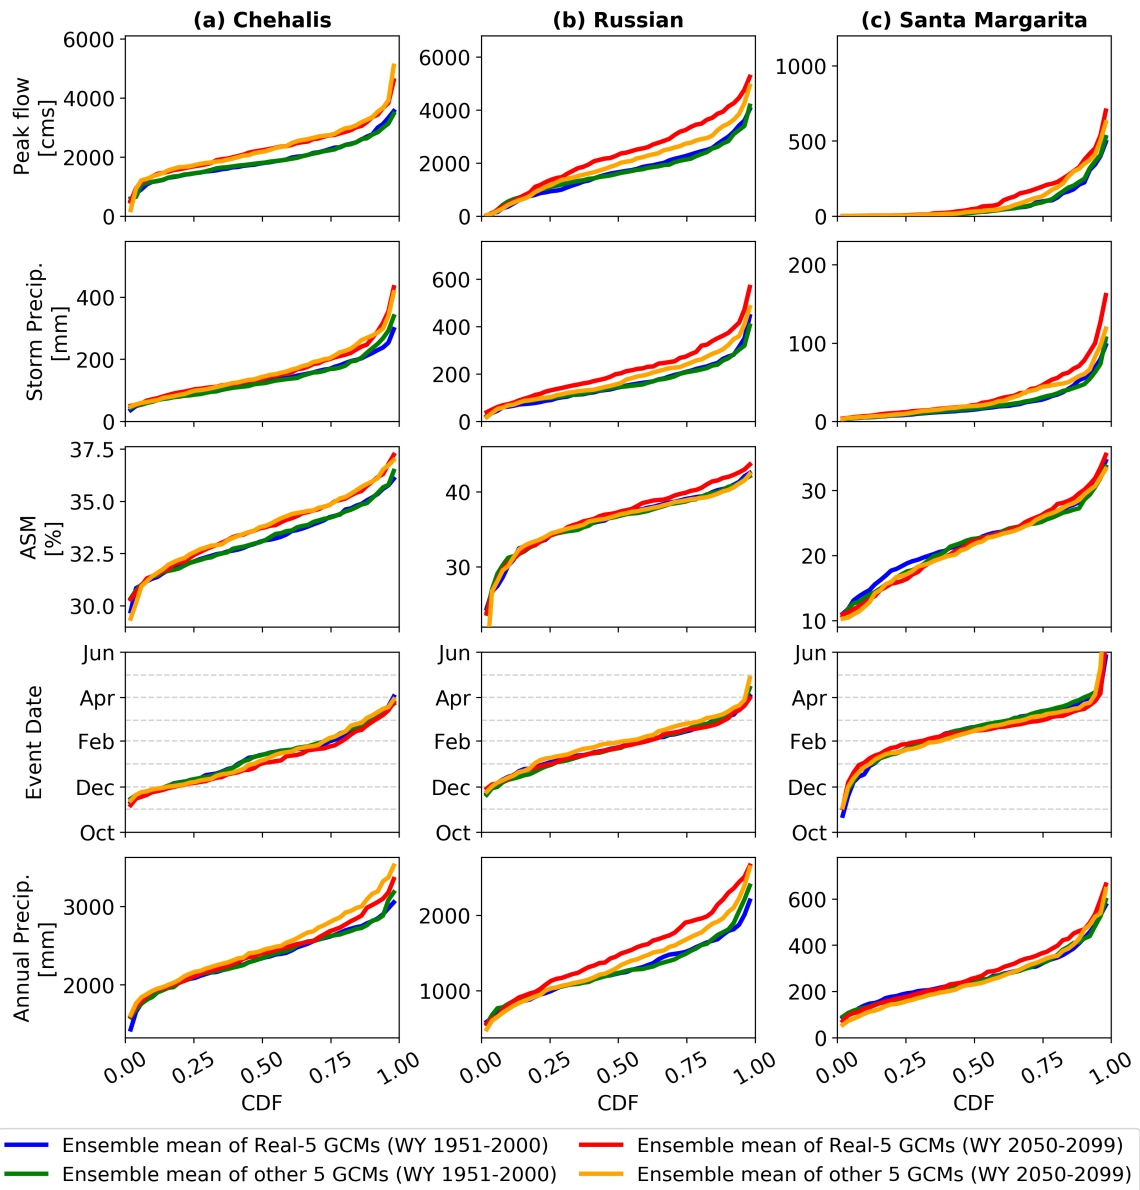 (a) Chehalis
(b) Russian
(c) Santa Margarita
Peak flow
[cms]
6000
4000
2000
0
6000
4000
2000
0
1000
500
0
Storm Precip.
[mm]
400
200
0
600
400
200
0
200
100
0
ASM
[%]
37.5
35.0
32.5
30.0
40
30
30
20
10
Event Date
Jun
Apr
Feb
Dec
Oct
Jun
Apr
Feb
Dec
Oct
Jun
Apr
Feb
Dec
Oct
Annual Precip.
[mm]
3000
2000
2000
1000
600
400
200
0
0.00 0.25 0.50 0.75 1.00
0.00 0.25 0.50 0.75 1.00
0.00 0.25 0.50 0.75 1.00
CDF
CDF
CDF
Ensemble mean of Real-5 GCMs (WY 1951-2000)
Ensemble mean of other 5 GCMs (WY 1951-2000)
Ensemble mean of Real-5 GCMs (WY 2050-2099)
Ensemble mean of other 5 GCMs (WY 2050-2099)